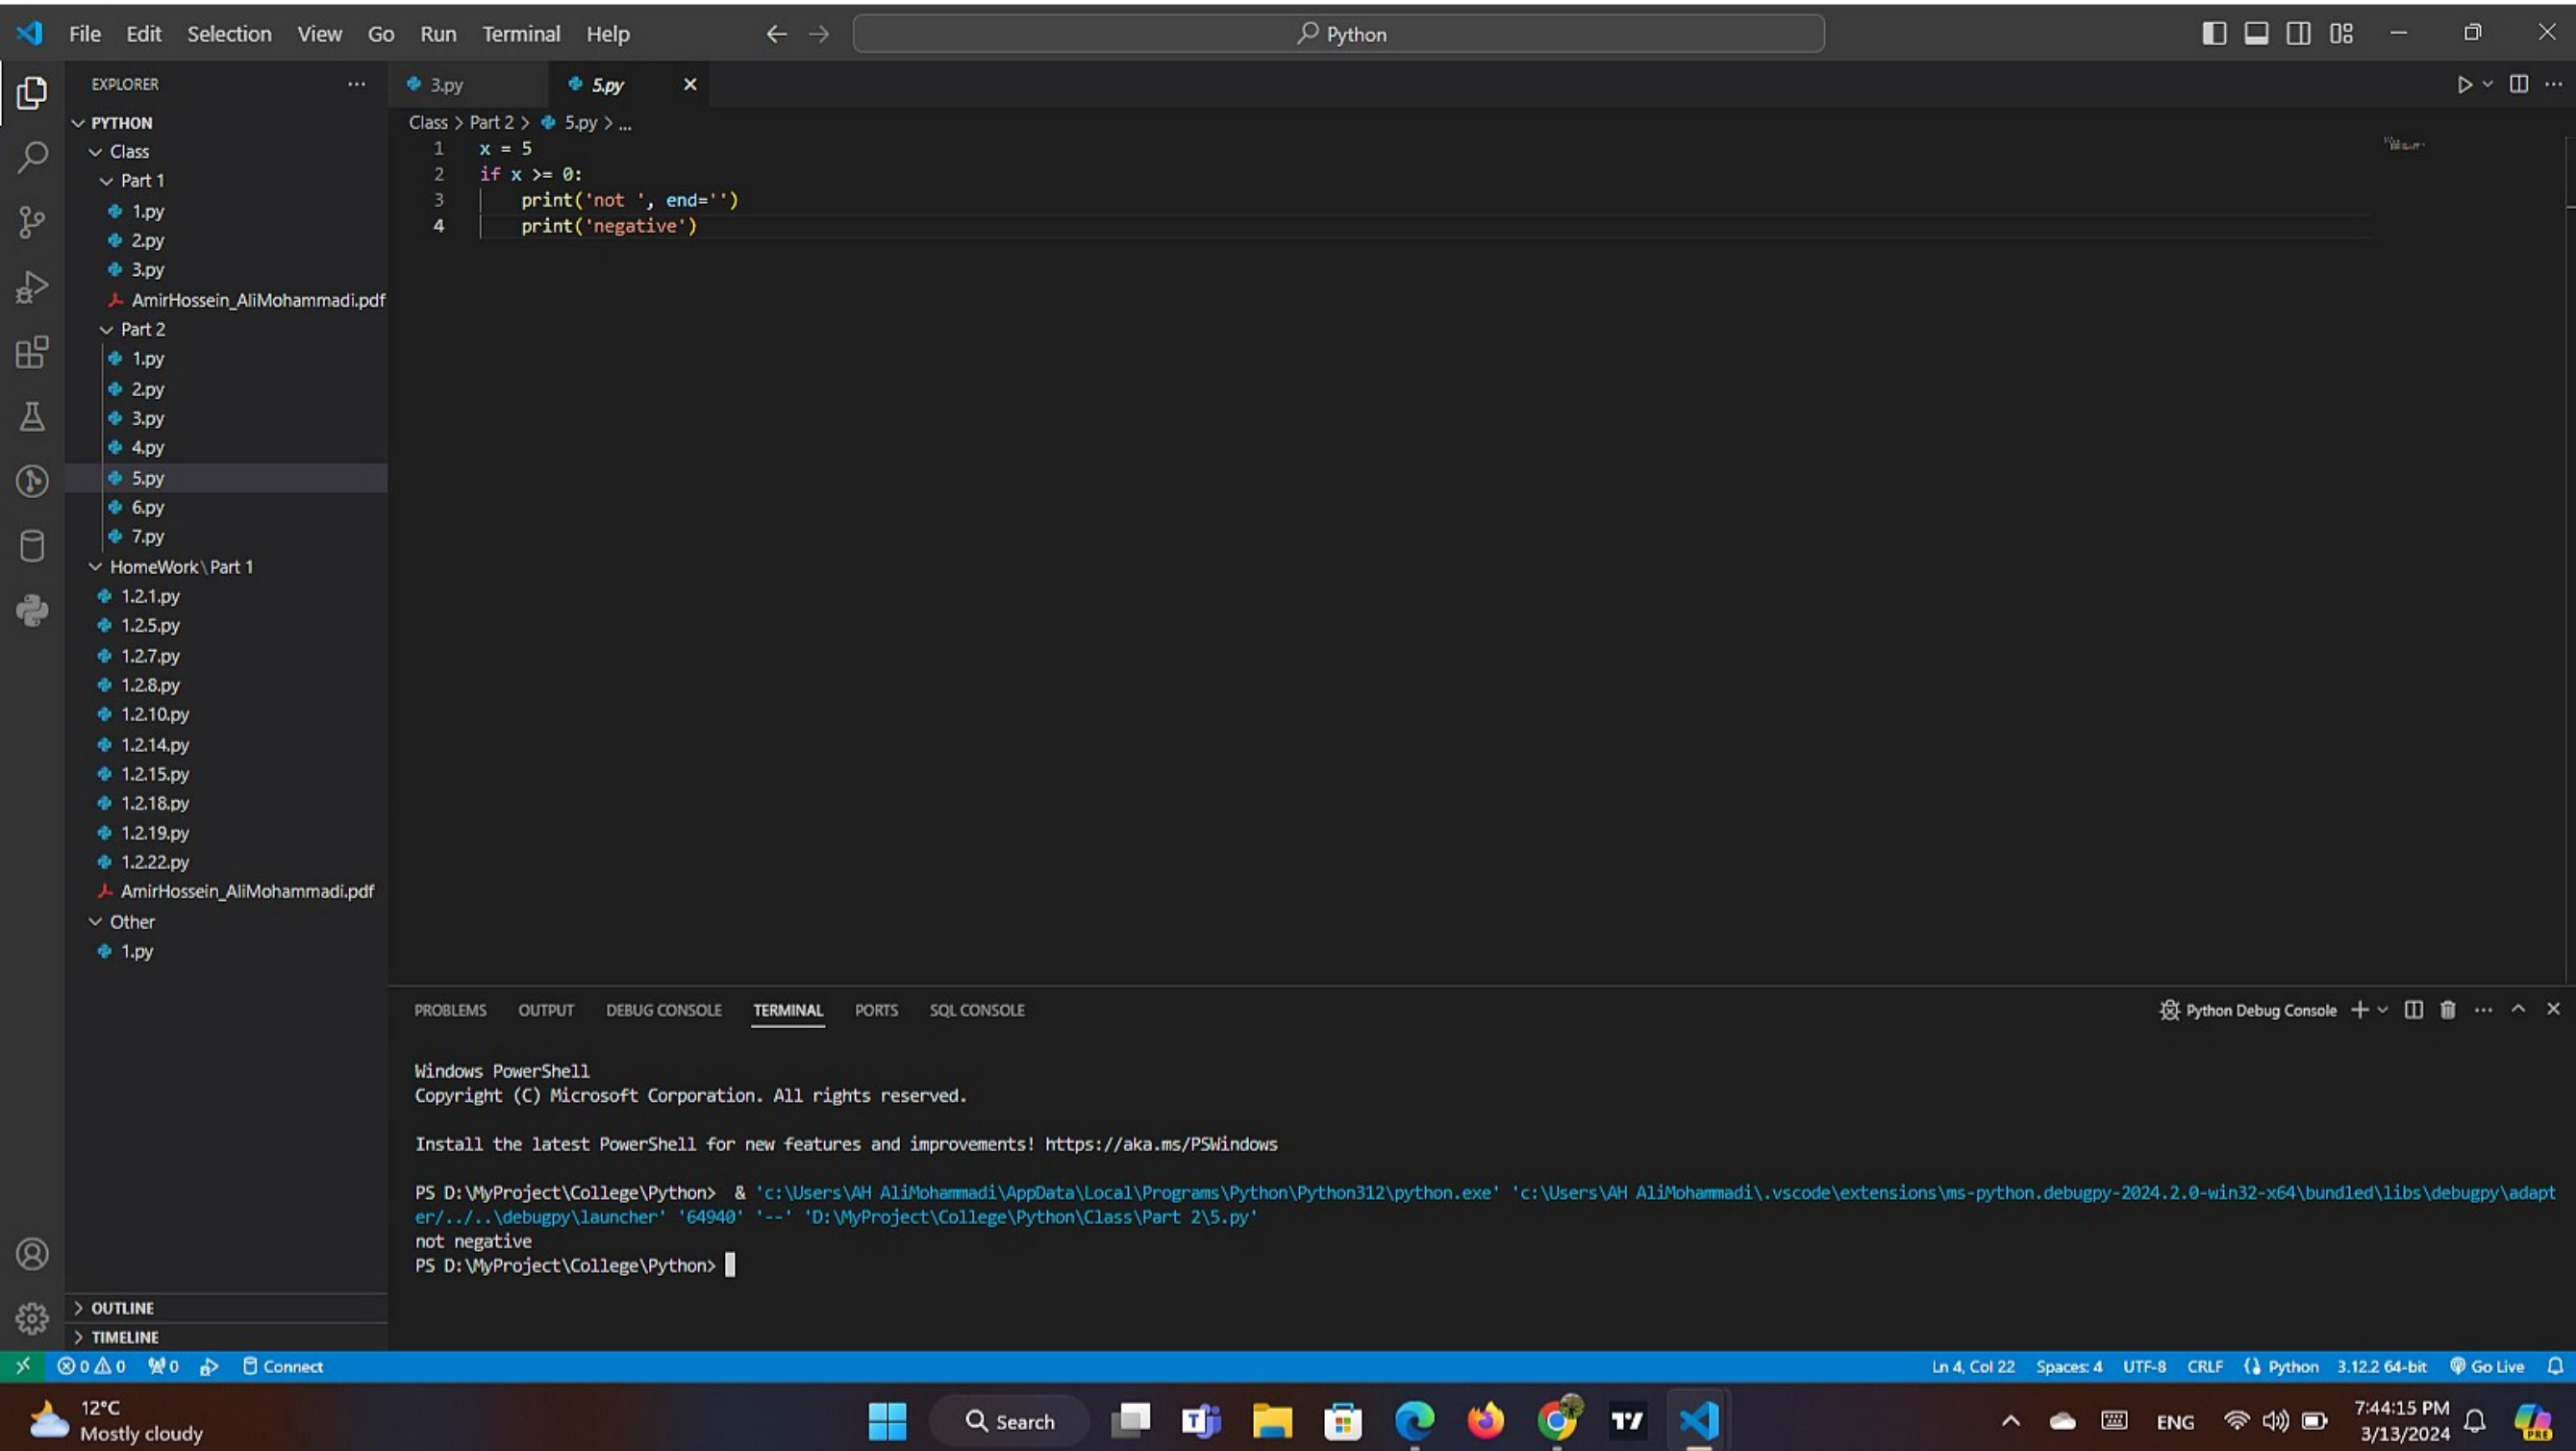 File Edit Selection View Go Run Terminal Help
Python
EXPLORER
3.py
5.py
PYTHON
Class
Part 1
1.py
2.py
3.py
AmirHossein_AliMohammadi.pdf
Part 2
1.py
2.py
3.py
4.py
5.py
6.py
7.py
HomeWork\Part 1
1.2.1.py
1.2.5.py
1.2.7.py
1.2.8.py
1.2.10.py
1.2.14.py
1.2.15.py
1.2.18.py
1.2.19.py
1.2.22.py
AmirHossein_AliMohammadi.pdf
Other
1.py
OUTLINE
TIMELINE
Class > Part 2 > 5.py > ...
1 x = 5
2 if x >= 0:
3 print('not ', end='')
4 print('negative')
PROBLEMS OUTPUT DEBUG CONSOLE TERMINAL PORTS SQL CONSOLE
Python Debug Console
Windows PowerShell
Copyright (C) Microsoft Corporation. All rights reserved.
Install the latest PowerShell for new features and improvements! https://aka.ms/PSWindows
PS D:\MyProject\College\Python> & 'c:\Users\AH AliMohammadi\AppData\Local\Programs\Python\Python312\python.exe' 'c:\Users\AH AliMohammadi\.vscode\extensions\ms-python.debugpy-2024.2.0-win32-x64\bundled\libs\debugpy\adapt
er/../..\debugpy\launcher' '64940' '--' 'D:\MyProject\College\Python\Class\Part 2\5.py'
not negative
PS D:\MyProject\College\Python>
0 0 0 Connect
Ln 4, Col 22 Spaces: 4 UTF-8 CRLF Python 3.12.2 64-bit Go Live
12°C
Mostly cloudy
Search
ENG
7:44:15 PM
3/13/2024
PRE